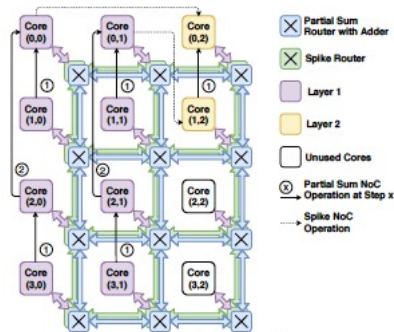 Core
(0,0)
Core
(0,1)
Core
(0,2)
1
1
1
Core
(1,0)
Core
(1,1)
Core
(1,2)
2
2
Core
(2,0)
Core
(2,1)
Core
(2,2)
1
1
Core
(3,0)
Core
(3,1)
Core
(3,2)
Partial Sum
Router with Adder
Spike Router
Layer 1
Layer 2
Unused Cores
x
Partial Sum NoC
Operation at Step x
Spike NoC
Operation